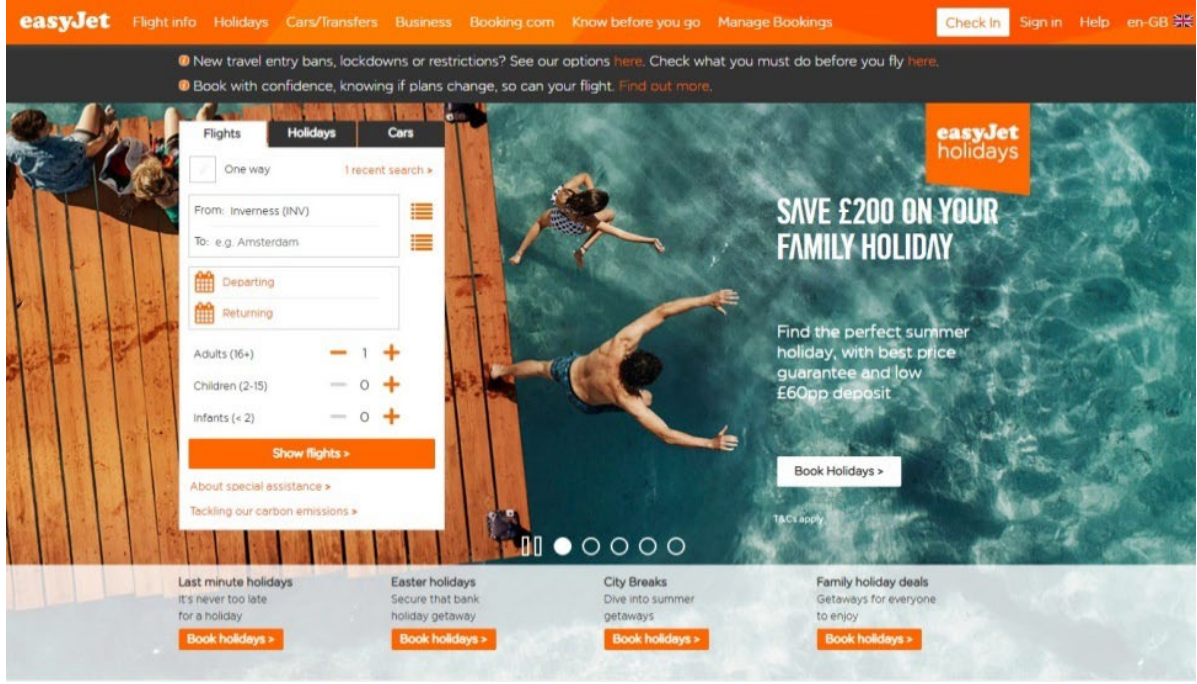 easyJet Flight info Holidays Cars/Transfers Business Booking.com Know before you go Manage Bookings Check In Sign in Help en-GB
New travel entry bans, lockdowns or restrictions? See our options here. Check what you must do before you fly here.
Book with confidence, knowing if plans change, so can your flight. Find out more.
Flights Holidays Cars
One way 1 recent search >
From: Inverness (INV)
To: e.g. Amsterdam
Departing
Returning
Adults (16+) 1
Children (2-15) 0
Infants (< 2) 0
Show flights >
About special assistance >
Tackling our carbon emissions >
easyJet
holidays
SAVE £200 ON YOUR
FAMILY HOLIDAY
Find the perfect summer
holiday, with best price
guarantee and low
£60pp deposit
Book Holidays >
T&Cs apply
Last minute holidays
It's never too late
for a holiday
Book holidays >
Easter holidays
Secure that bank
holiday getaway
Book holidays >
City Breaks
Dive into summer
getaways
Book holidays >
Family holiday deals
Getaways for everyone
to enjoy
Book holidays >